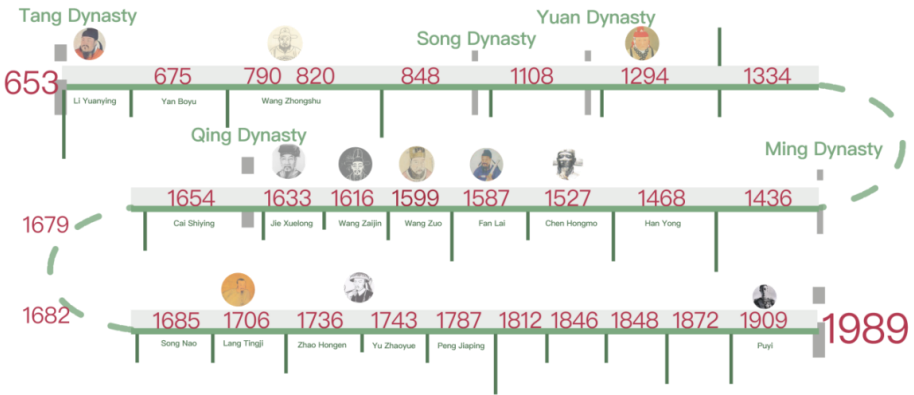 Tang Dynasty
Yuan Dynasty
Song Dynasty
653
675
790
820
848
1108
1294
1334
Li Yuanying
Yan Boyu
Wang Zhongshu
Qing Dynasty
Ming Dynasty
1654
1633
1616
1599
1587
1527
1468
1436
1679
Cai Shiying
Jie Xuelong
Wang Zaijin
Wang Zuo
Fan Lai
Chen Hongmo
Han Yong
1682
1685
1706
1736
1743
1787
1812
1846
1848
1872
1909
1989
Song Nao
Lang Tingji
Zhao Hongen
Yu Zhaoyue
Peng Jiaping
Puyi